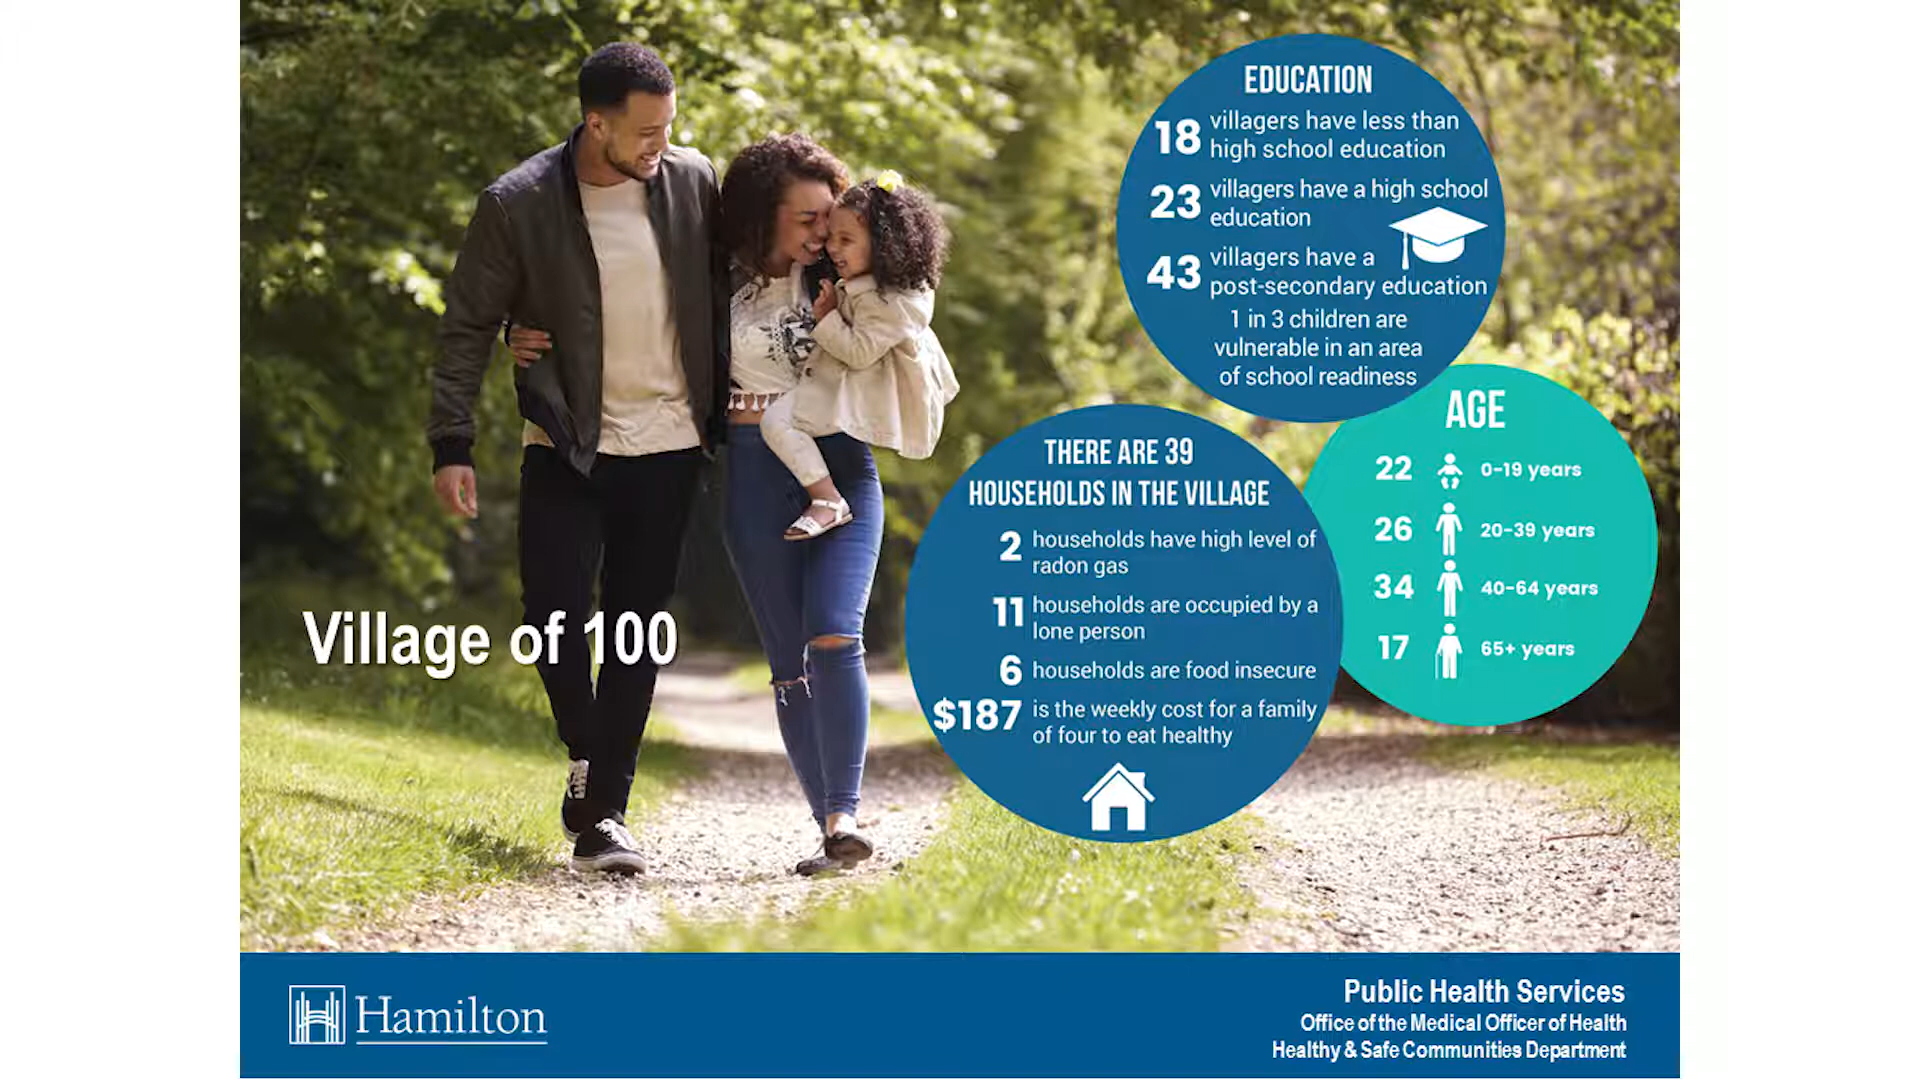 EDUCATION
18 villagers have less than
high school education
23 villagers have a high school
education
43 villagers have a
post-secondary education
1 in 3 children are
vulnerable in an area
of school readiness
AGE
22 0-19 years
26 20-39 years
34 40-64 years
17 65+ years
THERE ARE 39
HOUSEHOLDS IN THE VILLAGE
2 households have high level of
radon gas
11 households are occupied by a
lone person
6 households are food insecure
$187 is the weekly cost for a family
of four to eat healthy
Village of 100
Hamilton
Public Health Services
Office of the Medical Officer of Health
Healthy & Safe Communities Department